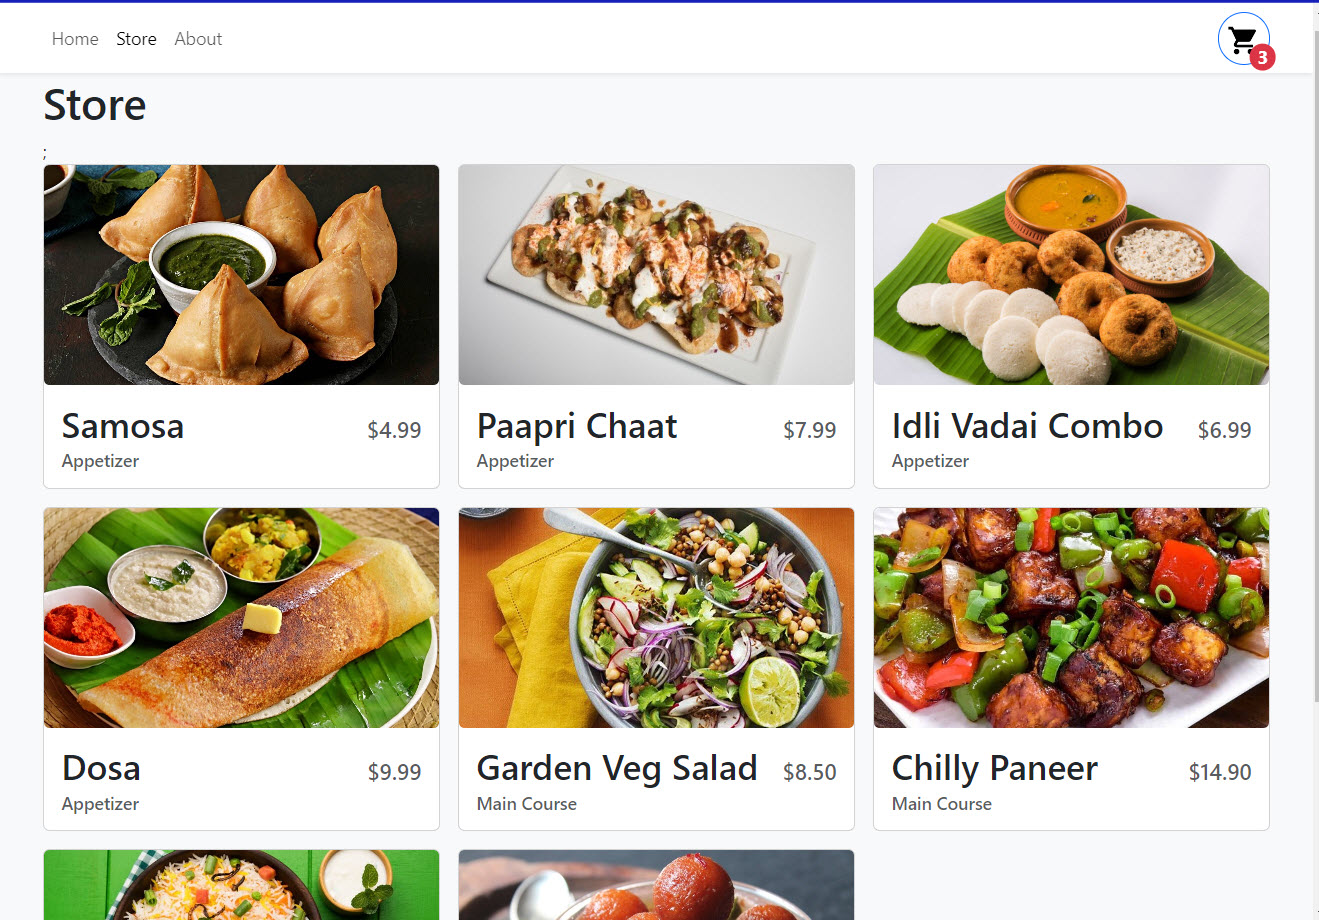 Home Store About
3
Store
;
Samosa $4.99
Appetizer
Paapri Chaat $7.99
Appetizer
Idli Vadai Combo $6.99
Appetizer
Dosa $9.99
Appetizer
Garden Veg Salad $8.50
Main Course
Chilly Paneer $14.90
Main Course